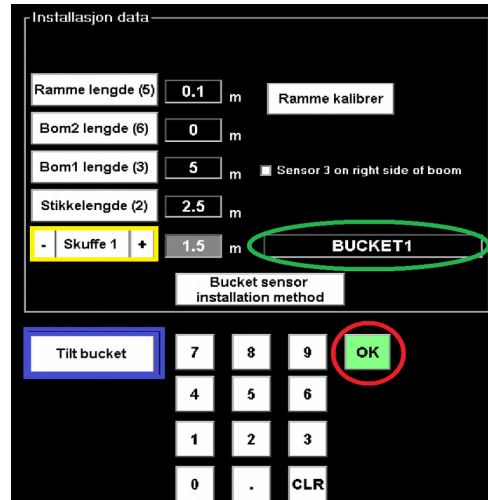 Installasjon data
Ramme lengde (5) 0.1 m Ramme kalibrer
Bom2 lengde (6) 0 m
Bom1 lengde (3) 5 m Sensor 3 on right side of boom
Stikkelengde (2) 2.5 m
- Skuffe 1 + 1.5 m BUCKET1
Bucket sensor
installation method
Tilt bucket 7 8 9 OK
4 5 6
1 2 3
0 . CLR